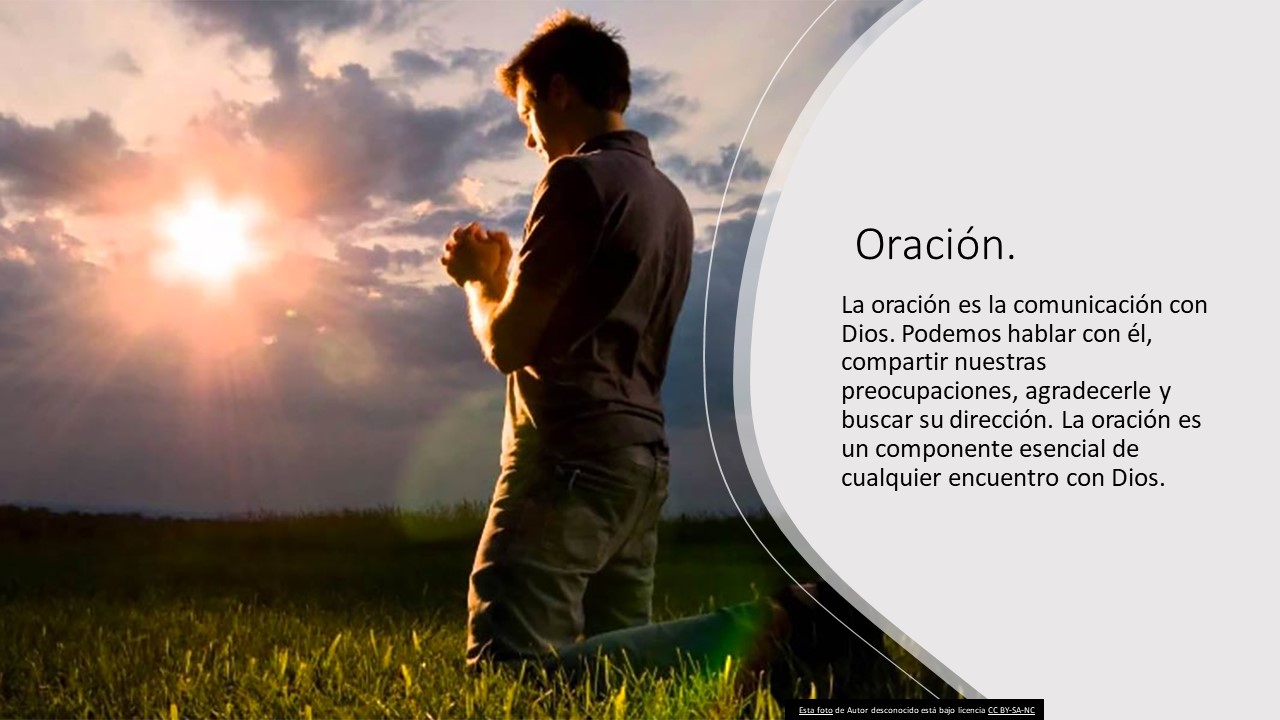 Oración.
La oración es la comunicación con
Dios. Podemos hablar con él,
compartir nuestras
preocupaciones, agradecerle y
buscar su dirección. La oración es
un componente esencial de
cualquier encuentro con Dios.
Esta foto de Autor desconocido está bajo licencia CC BY-SA-NC